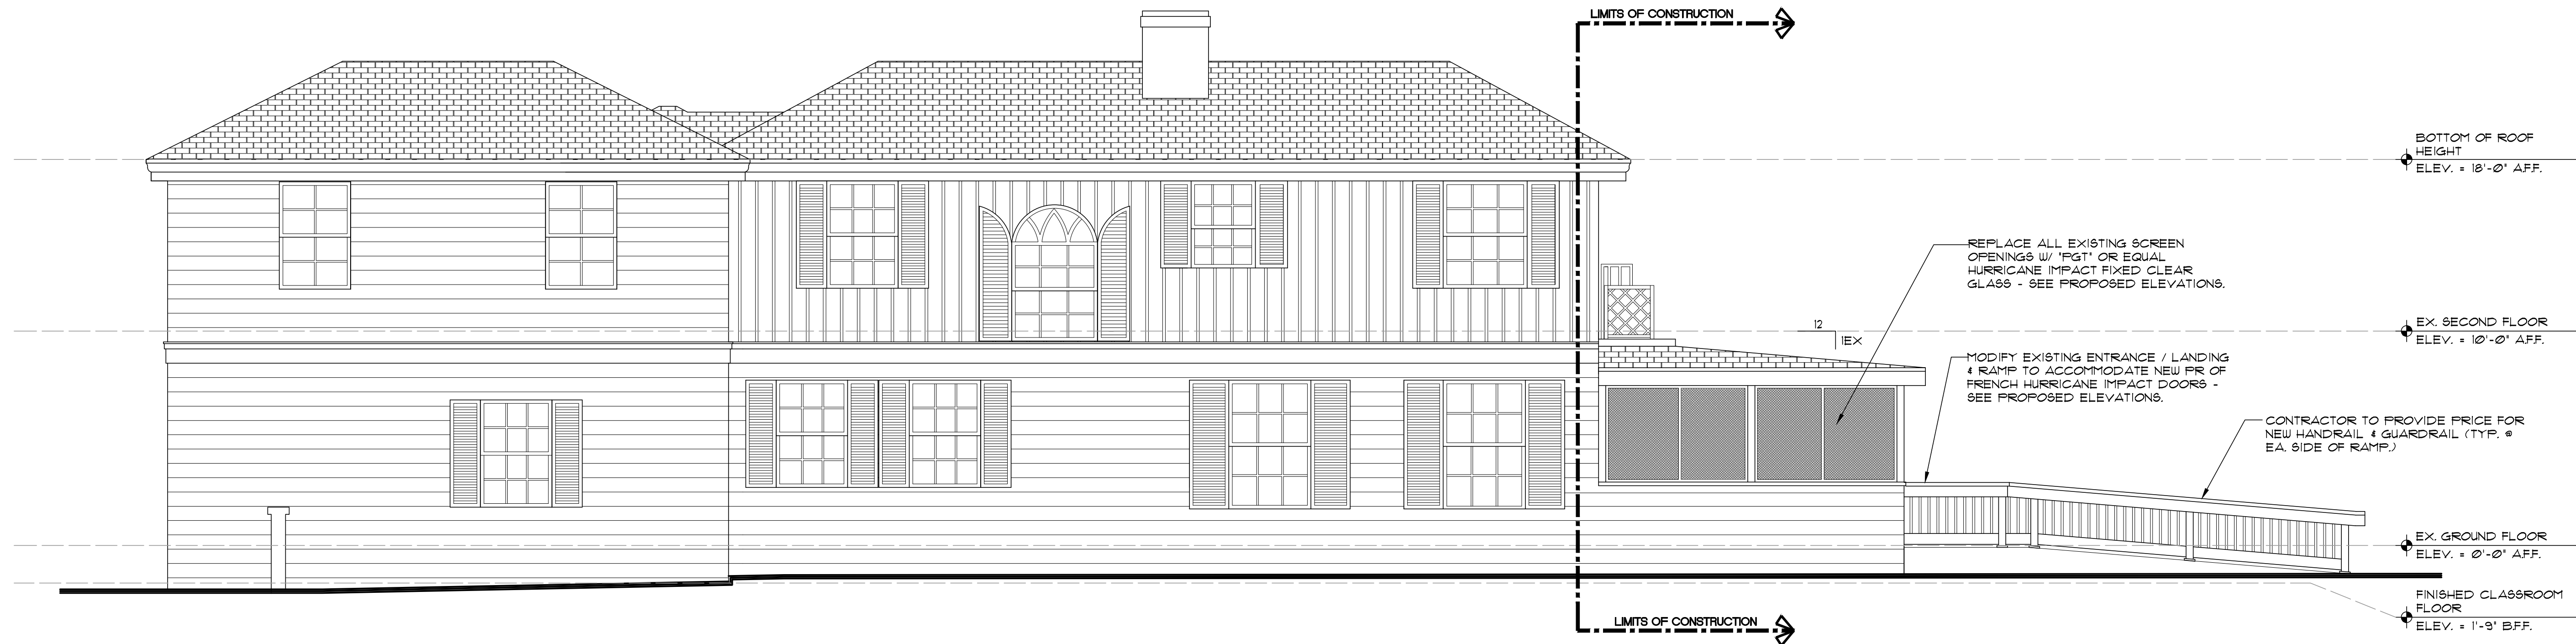 LIMITS OF CONSTRUCTION
BOTTOM OF ROOF
HEIGHT
ELEV. = 18'-0" A.F.F.
REPLACE ALL EXISTING SCREEN
OPENINGS W/ "PGT" OR EQUAL
HURRICANE IMPACT FIXED CLEAR
GLASS - SEE PROPOSED ELEVATIONS.
12
1EX
EX. SECOND FLOOR
ELEV. = 10'-0" A.F.F.
MODIFY EXISTING ENTRANCE / LANDING
& RAMP TO ACCOMMODATE NEW PR OF
FRENCH HURRICANE IMPACT DOORS -
SEE PROPOSED ELEVATIONS.
CONTRACTOR TO PROVIDE PRICE FOR
NEW HANDRAIL & GUARDRAIL (TYP. @
EA. SIDE OF RAMP.)
EX. GROUND FLOOR
ELEV. = 0'-0" A.F.F.
FINISHED CLASSROOM
FLOOR
ELEV. = 1'-9" B.F.F.
LIMITS OF CONSTRUCTION